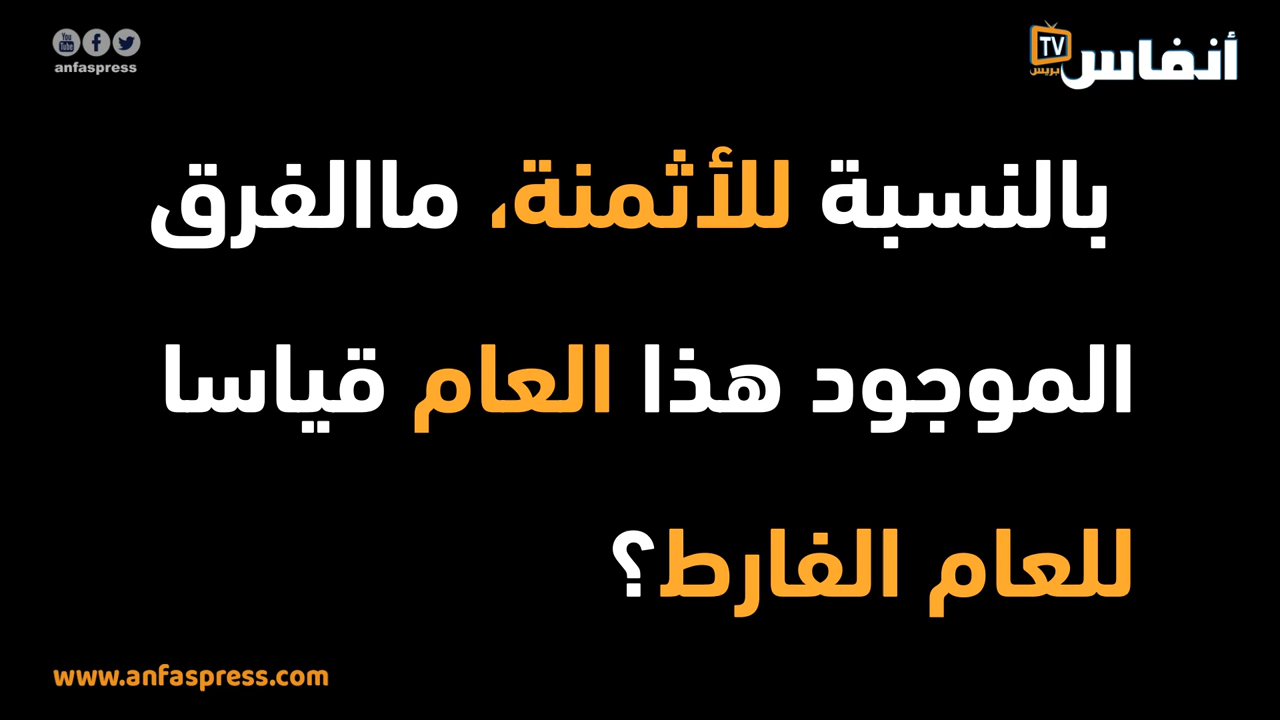 anfaspress
أنفاس
TV
بريس
بالنسبة للأثمنة، ماالفرق
الموجود هذا العام قياسا
للعام الفارط؟
www.anfaspress.com